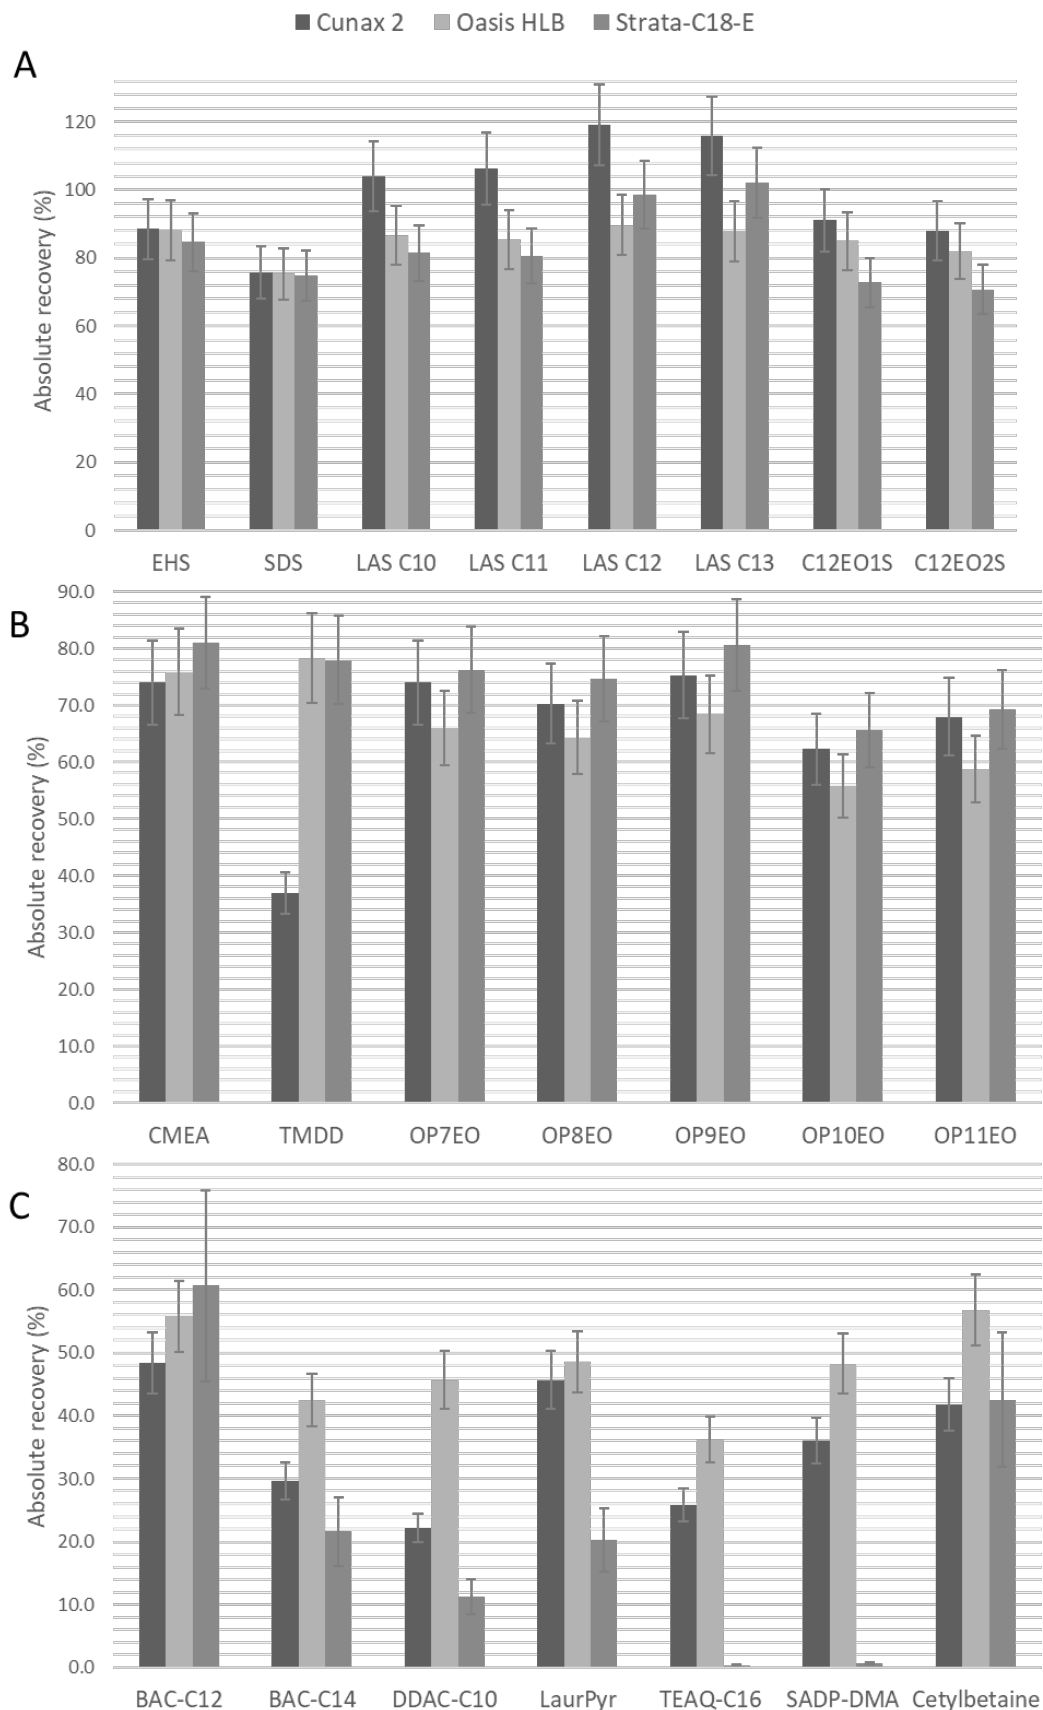 Cunax 2 Oasis HLB Strata-C18-E
A
Absolute recovery (%)
120
100
80
60
40
20
0
EHS SDS LAS C10 LAS C11 LAS C12 LAS C13 C12EO1S C12EO2S
B
Absolute recovery (%)
90.0
80.0
70.0
60.0
50.0
40.0
30.0
20.0
10.0
0.0
CMEA TMDD OP7EO OP8EO OP9EO OP10EO OP11EO
C
Absolute recovery (%)
80.0
70.0
60.0
50.0
40.0
30.0
20.0
10.0
0.0
BAC-C12 BAC-C14 DDAC-C10 LaurPyr TEAQ-C16 SADP-DMA Cetylbetaine